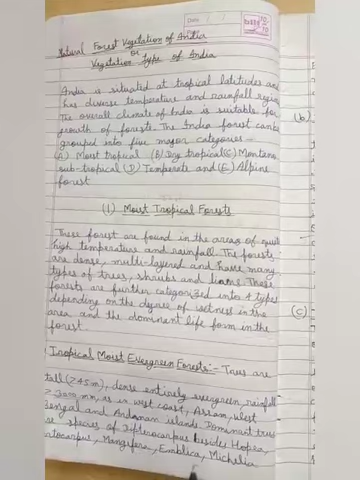 Date
Natural Forest Vegetation of India
or
Vegetation Type of India
India is situated at tropical latitudes and
has diverse temperature and rainfall regim
The overall climate of India is suitable for
growth of forests. The India forest can be
grouped into five major categories –
(A) Moist tropical (B) Dry tropical (C) Montane
sub-tropical (D) Temperate and (E) Alpine
forest
(b)
(1) Moist Tropical Forests
These forest are found in the areas of quit
high temperature and rainfall. The forests
are dense, multi-layered and have many
types of trees, shrubs and lianas. These
forests are further categorized into 4 types
depending on the degree of wetness in the
area and the dominant life form in the
forest.
(c)
Tropical Moist Evergreen Forests:- Trees are
tall (>45m), dense entirely evergreen, rainfall
mm, as in west coast, Assam, West
Bengal and Andaman islands. Dominant trees
species of Dipterocarpus besides Hopea,
Mangifera, Emblica, Michelia